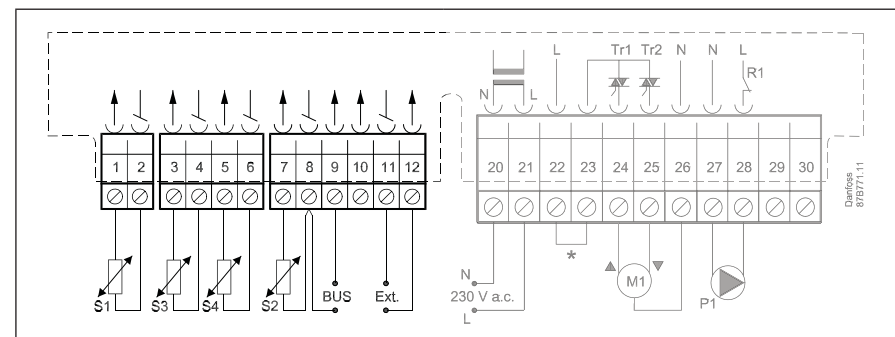 L Tr1 Tr2 N N L
R1
N L
1 2 3 4 5 6 7 8 9 10 11 12
20 21 22 23 24 25 26 27 28 29 30
Danfoss
87B771.11
*
S1 S3 S4 S2 BUS Ext.
N
230 V a.c.
L
M1
P1